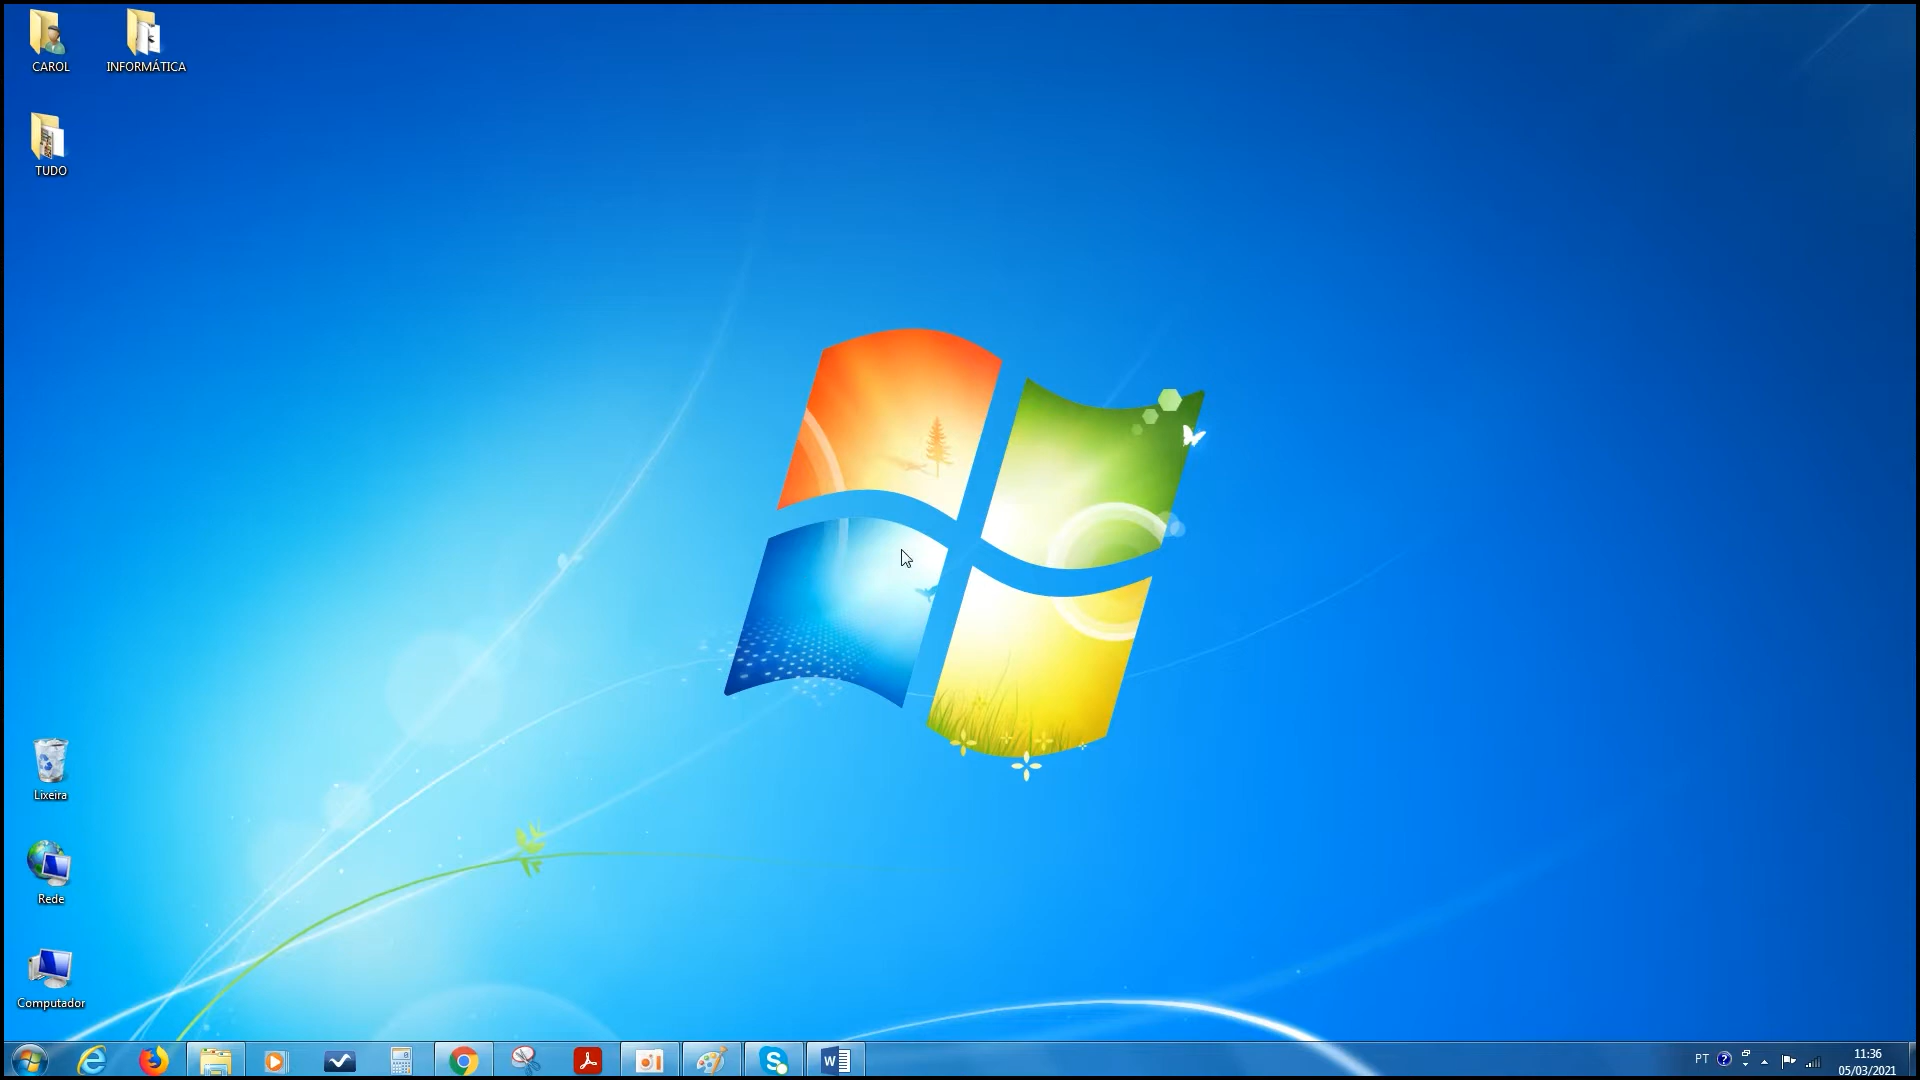 CAROL
INFORMÁTICA
TUDO
Lixeira
Rede
Computador
PT
11:36
05/03/2021